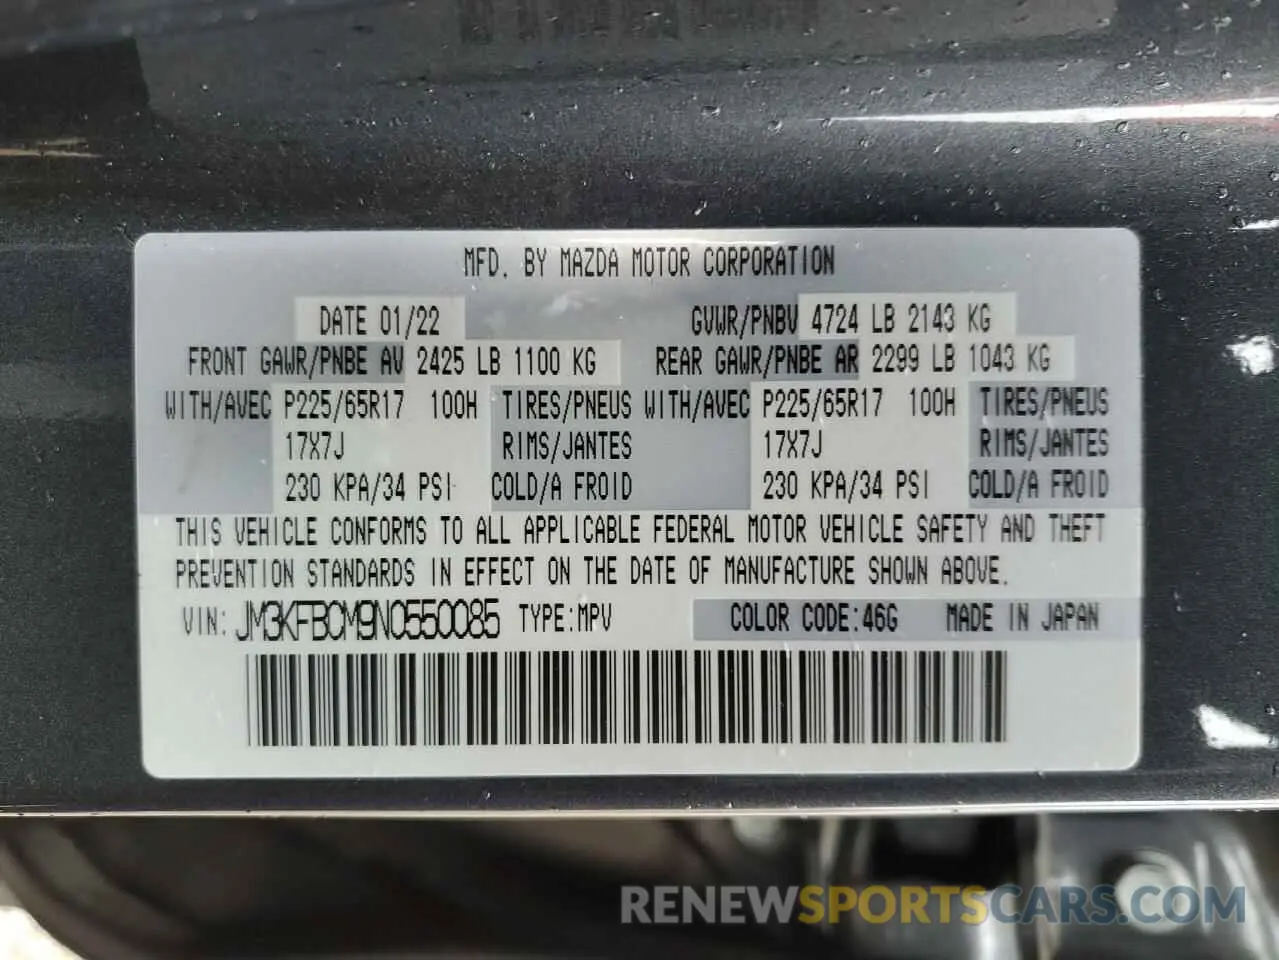 MFD. BY MAZDA MOTOR CORPORATION
DATE 01/22 GVWR/PNBV 4724 LB 2143 KG
FRONT GAWR/PNBE AV 2425 LB 1100 KG REAR GAWR/PNBE AR 2299 LB 1043 KG
WITH/AVEC P225/65R17 100H TIRES/PNEUS WITH/AVEC P225/65R17 100H TIRES/PNEUS
17X7J RIMS/JANTES 17X7J RIMS/JANTES
230 KPA/34 PSI COLD/A FROID 230 KPA/34 PSI COLD/A FROID
THIS VEHICLE CONFORMS TO ALL APPLICABLE FEDERAL MOTOR VEHICLE SAFETY AND THEFT
PREVENTION STANDARDS IN EFFECT ON THE DATE OF MANUFACTURE SHOWN ABOVE.
VIN: JM3KFBCM9N0550085 TYPE:MPV COLOR CODE:46G MADE IN JAPAN
RENEWSPORTSCARS.COM